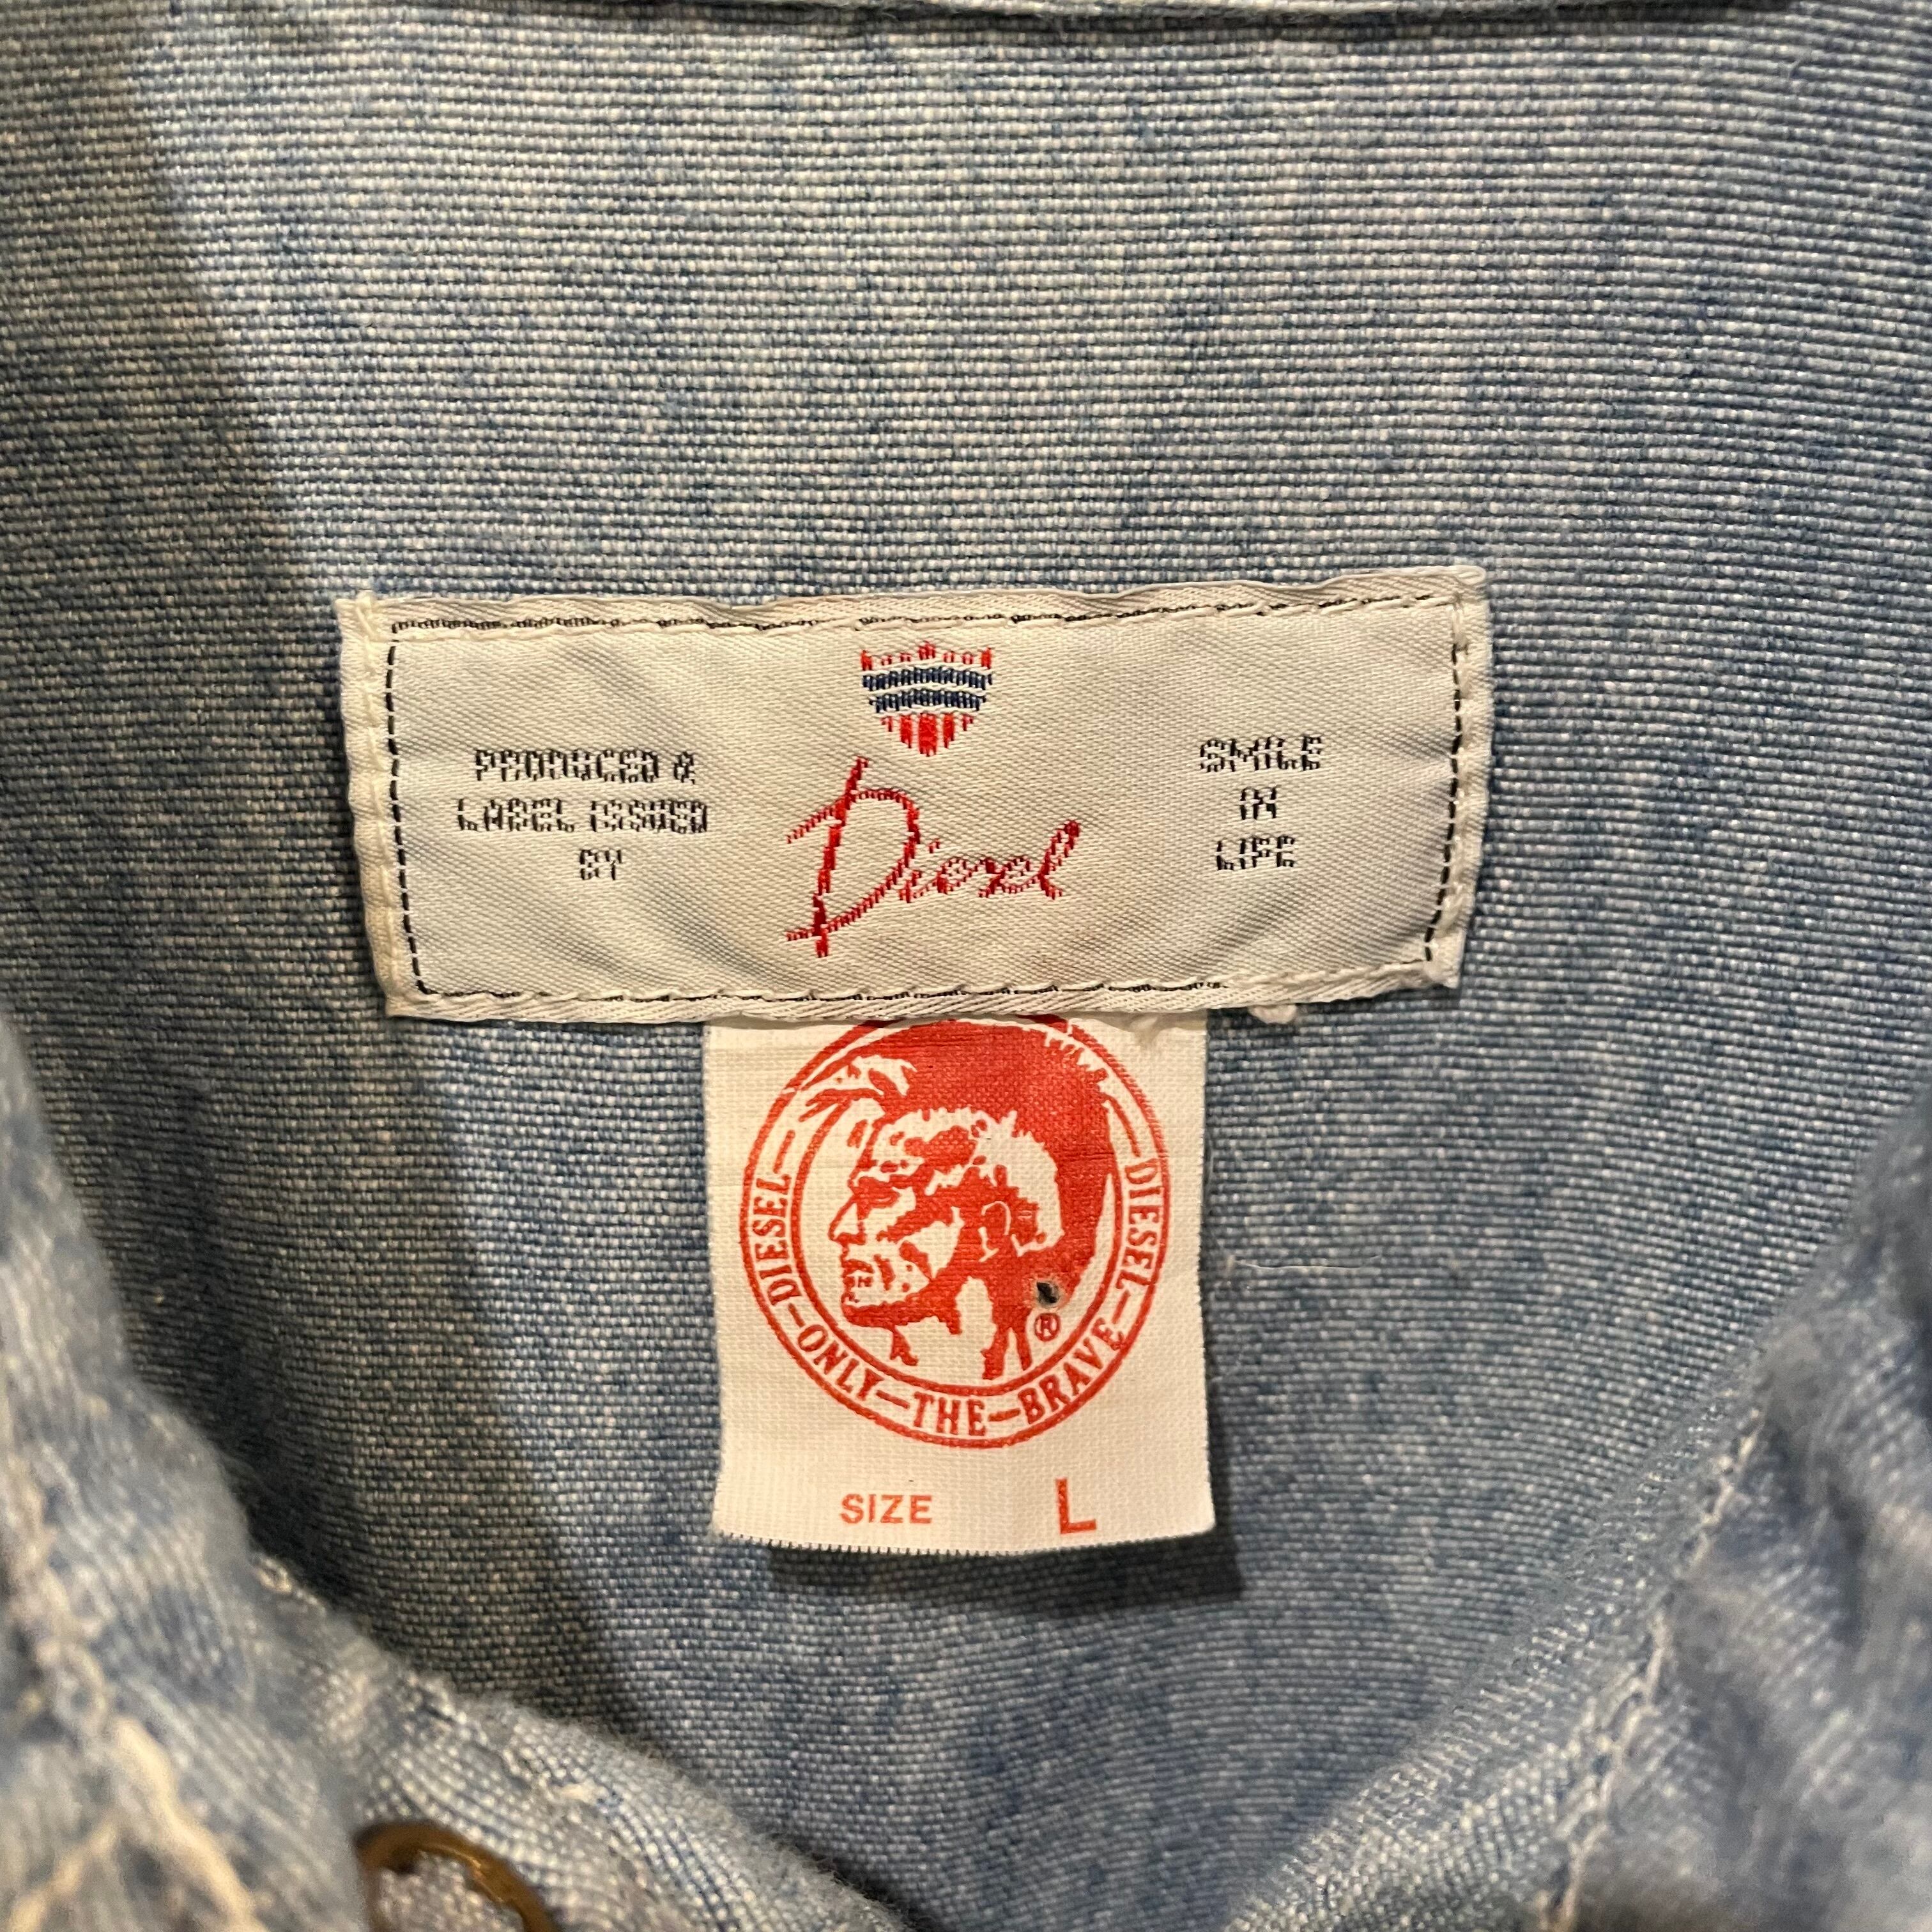 PRODUCED &
LABEL ISSUED
BY
Diesel
SMILE
IN
LIFE
DIESEL—ONLY—THE—BRAVE—DIESEL
®
SIZE L